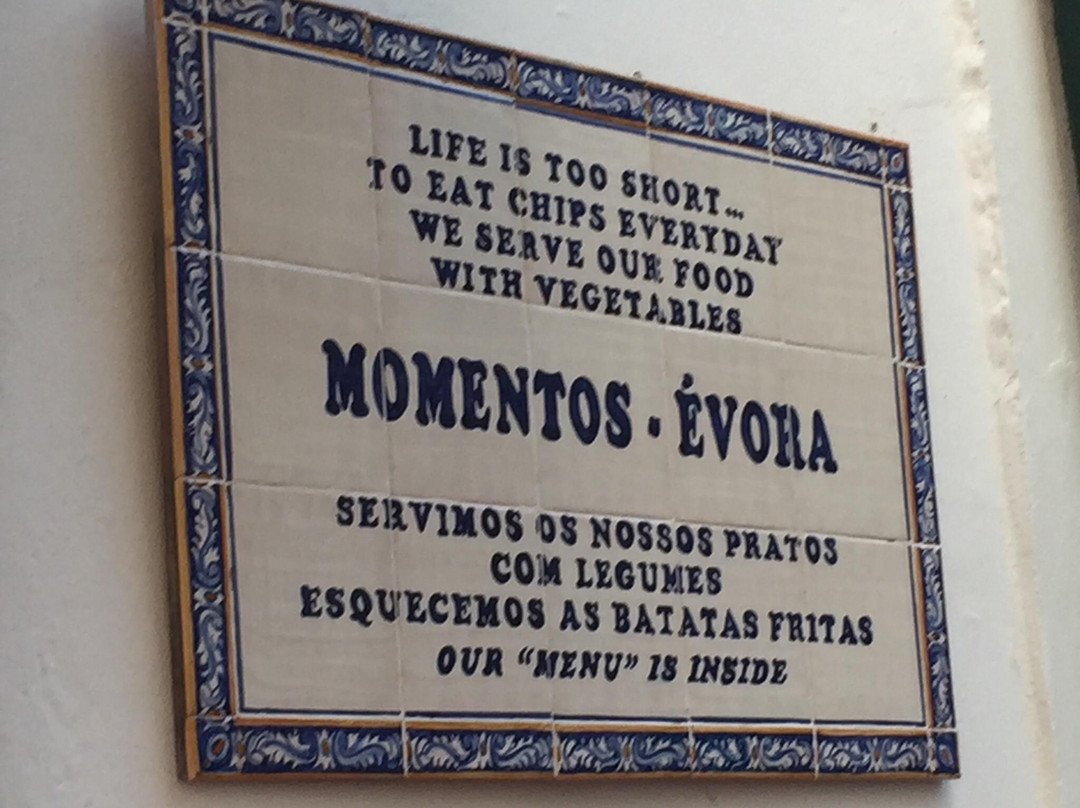 LIFE IS TOO SHORT...
TO EAT CHIPS EVERYDAY
WE SERVE OUR FOOD
WITH VEGETABLES
MOMENTOS - ÉVORA
SERVIMOS OS NOSSOS PRATOS
COM LEGUMES
ESQUECEMOS AS BATATAS FRITAS
OUR “MENU” IS INSIDE